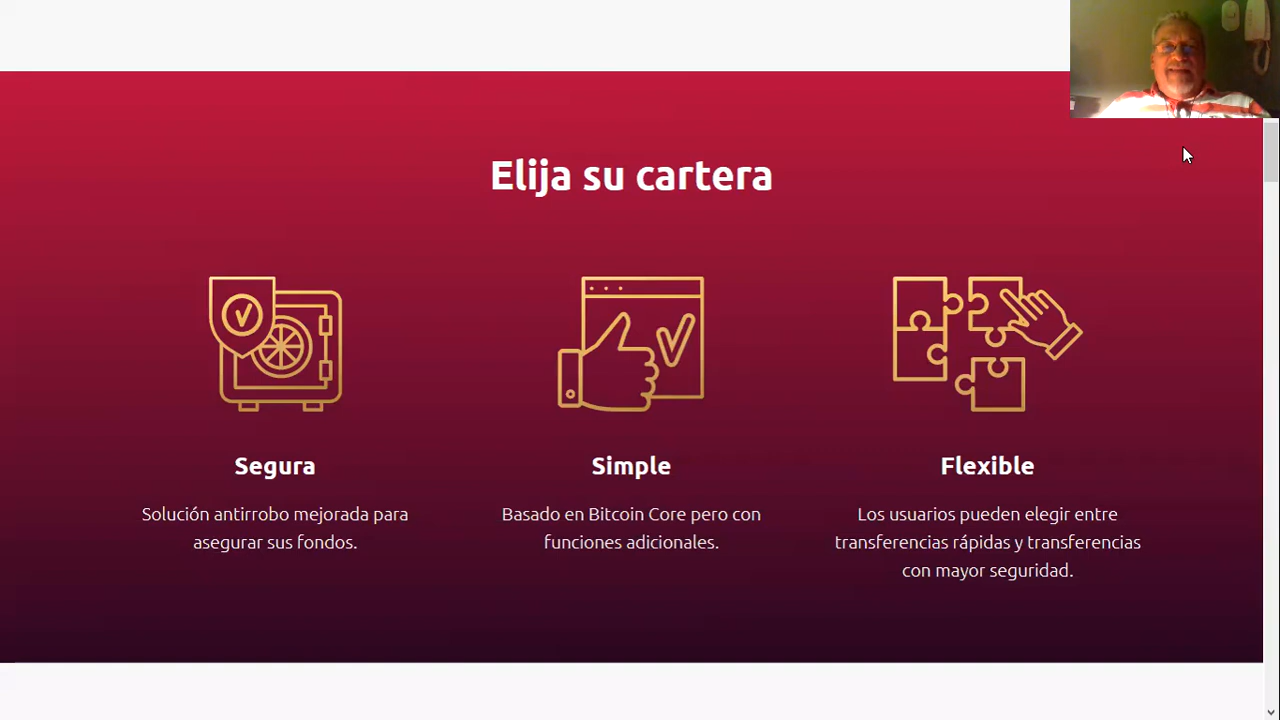 Elija su cartera
Segura
Solución antirrobo mejorada para
asegurar sus fondos.
Simple
Basado en Bitcoin Core pero con
funciones adicionales.
Flexible
Los usuarios pueden elegir entre
transferencias rápidas y transferencias
con mayor seguridad.